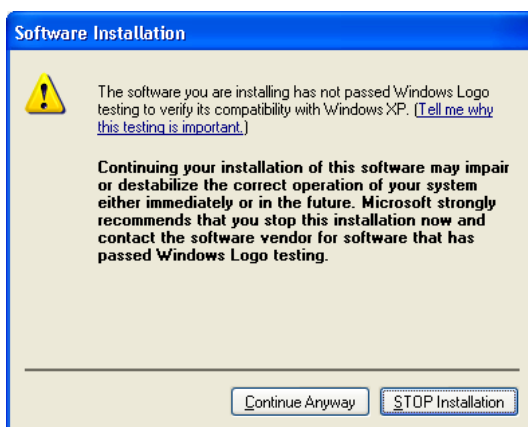 Software Installation
The software you are installing has not passed Windows Logo
testing to verify its compatibility with Windows XP. (Tell me why
this testing is important.)
Continuing your installation of this software may impair
or destabilize the correct operation of your system
either immediately or in the future. Microsoft strongly
recommends that you stop this installation now and
contact the software vendor for software that has
passed Windows Logo testing.
Continue Anyway
STOP Installation